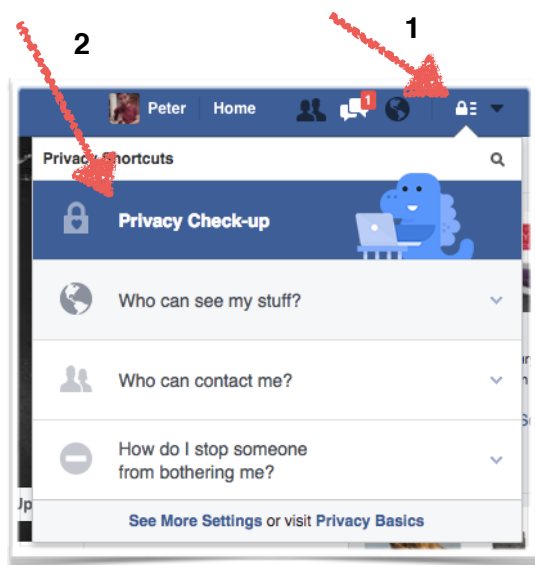 2
1
Peter
Home
1
Privacy Shortcuts
Privacy Check-up
Who can see my stuff?
Who can contact me?
How do I stop someone
from bothering me?
See More Settings or visit Privacy Basics